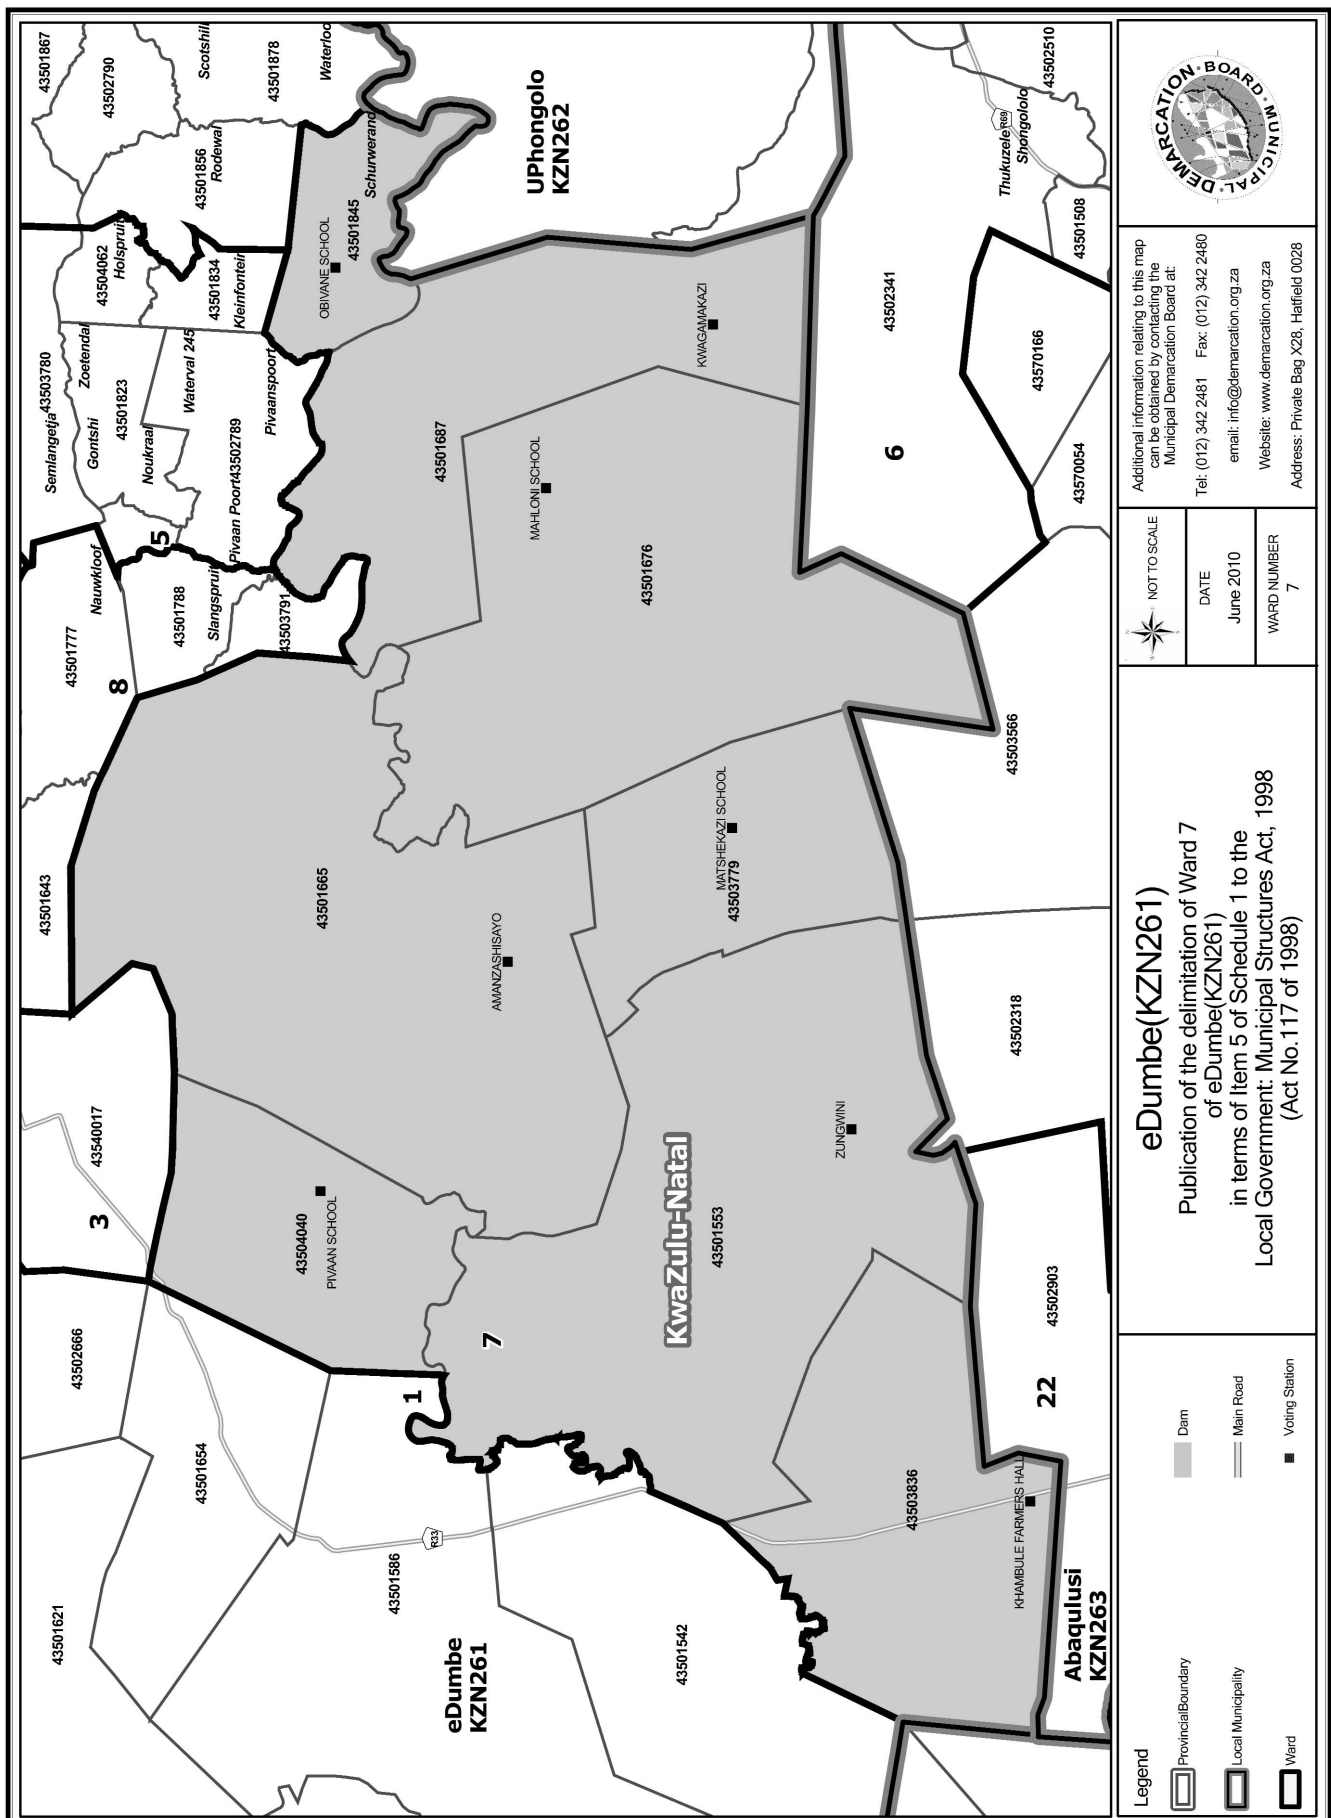 43501621
43502666
3
43540017
43501643
8
43501777
Nauwkloof
Semlangetja
43503780
Zoetendal
Gontshi
43501823
Noukraal
Waterval 245
43504062
Holspruit
43502790
43501867
Scotshill
43501856
Rodewal
43501878
43501834
Kleinfontein
5
43501788
Slangspruit
Pivaan Poort
43502789
Pivaanspoort
43503791
Waterloo
43501654
43504040
PIVAAN SCHOOL
43501665
OBIVANE SCHOOL
43501845
Schurwerand
43501586
R33
1
7
AMANZASHISAYO
43501687
eDumbe
KZN261
MAHLONI SCHOOL
UPhongolo
KZN262
43501542
KwaZulu-Natal
43501553
43501676
KWAGAMAKAZI
MATSHEKAZI SCHOOL
43503779
ZUNGWINI
43503836
6
43502341
KHAMBULE FARMERS HALL
43502903
22
43502318
43503566
43570166
Thukuzele
R69
Shongololo
43502510
43501508
43570054
Abaqulusi
KZN263
Legend
ProvincialBoundary
Local Municipality
Ward
Dam
Main Road
Voting Station
eDumbe(KZN261)
Publication of the delimitation of Ward 7
of eDumbe(KZN261)
in terms of Item 5 of Schedule 1 to the
Local Government: Municipal Structures Act, 1998
(Act No.117 of 1998)
NOT TO SCALE
DATE
June 2010
WARD NUMBER
7
Additional information relating to this map
can be obtained by contacting the
Municipal Demarcation Board at:
Tel: (012) 342 2481 Fax: (012) 342 2480
email: info@demarcation.org.za
Website: www.demarcation.org.za
Address: Private Bag X28, Hatfield 0028
DEMARCATION · BOARD · MUNICIPAL ·